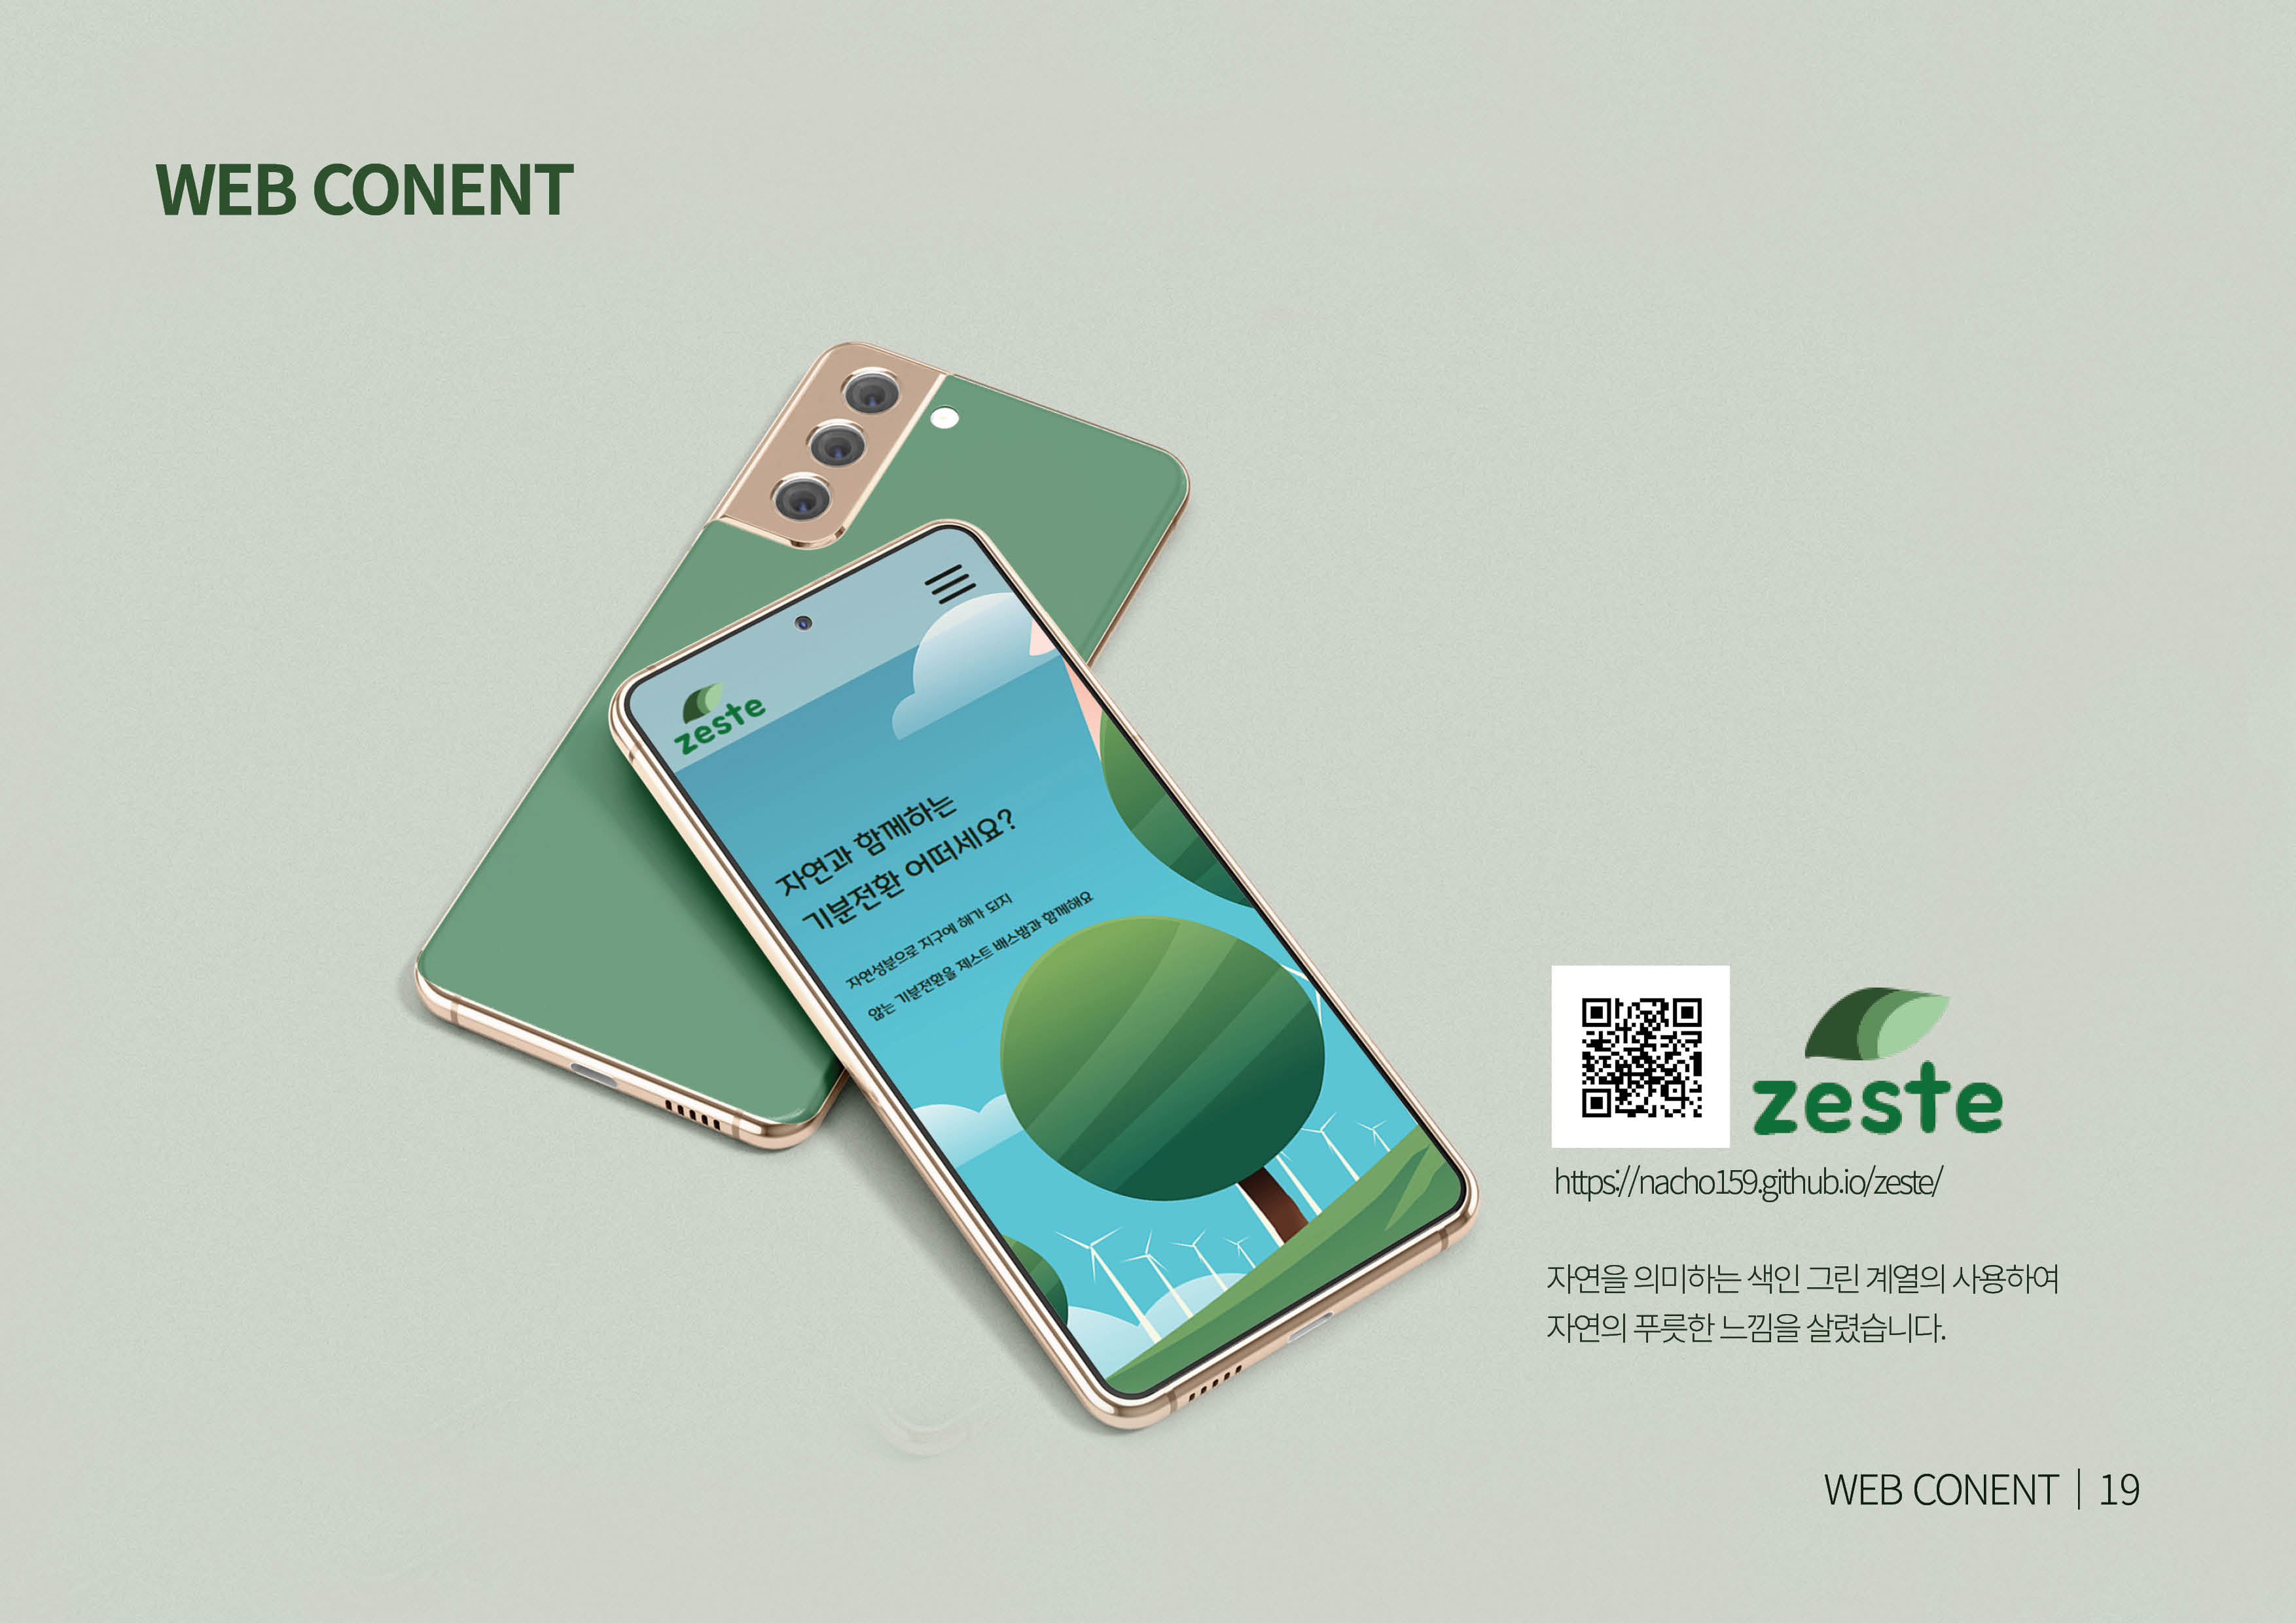 WEB CONENT
zeste
자연과 함께하는
기분전환 어떠세요?
자연성분으로 지구에 해가 되지
않는 기분전환을 제스트 배스밤과 함께해요
zeste
https://nacho159.github.io/zeste/
자연을 의미하는 색인 그린 계열의 사용하여
자연의 푸릇한 느낌을 살렸습니다.
WEB CONENT | 19